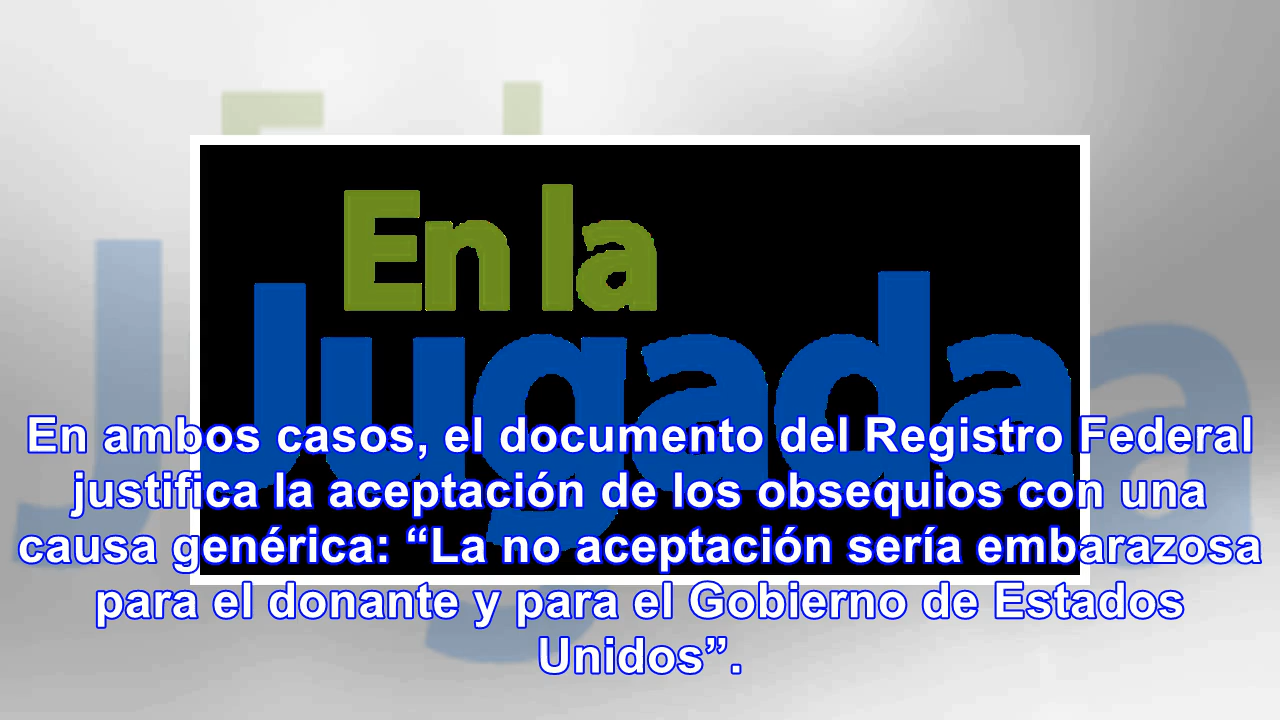 En la
Jugada
En ambos casos, el documento del Registro Federal
justifica la aceptación de los obsequios con una
causa genérica: “La no aceptación sería embarazosa
para el donante y para el Gobierno de Estados
Unidos”.